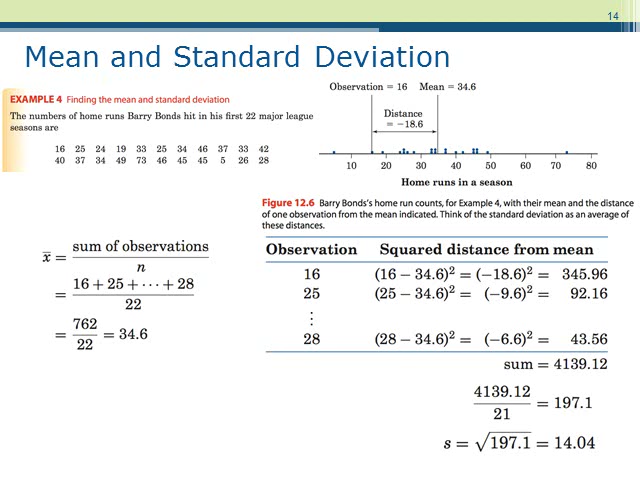 14
Mean and Standard Deviation
EXAMPLE 4 Finding the mean and standard deviation
The numbers of home runs Barry Bonds hit in his first 22 major league
seasons are
16 25 24 19 33 25 34 46 37 33 42
40 37 34 49 73 46 45 45 5 26 28
Observation = 16 Mean = 34.6
Distance
= −18.6
10 20 30 40 50 60 70 80
Home runs in a season
Figure 12.6 Barry Bonds's home run counts, for Example 4, with their mean and the distance
of one observation from the mean indicated. Think of the standard deviation as an average of
these distances.
x̅ = sum of observations / n
= 16 + 25 + ··· + 28 / 22
= 762 / 22 = 34.6
Observation Squared distance from mean
16 (16 − 34.6)² = (−18.6)² = 345.96
25 (25 − 34.6)² = (−9.6)² = 92.16
⋮
28 (28 − 34.6)² = (−6.6)² = 43.56
sum = 4139.12
4139.12 / 21 = 197.1
s = √197.1 = 14.04